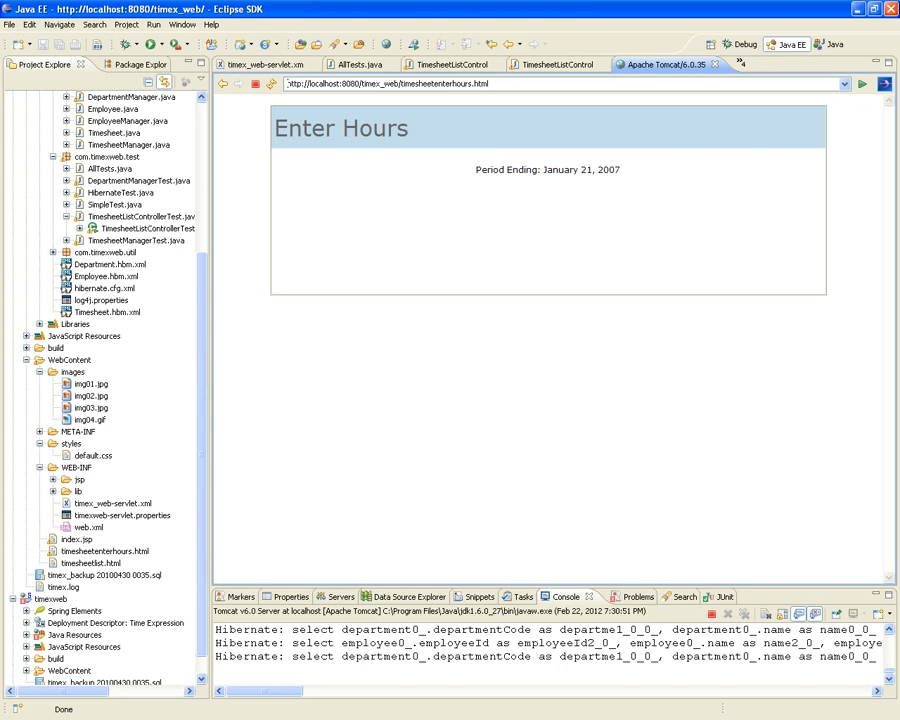 Java EE - http://localhost:8080/timex_web/ - Eclipse SDK
File Edit Navigate Search Project Run Window Help
Debug Java EE Java
Project Explore Package Explor
timex_web-servlet.xm AllTests.java TimesheetListControl TimesheetListControl Apache Tomcat/6.0.35 4
http://localhost:8080/timex_web/timesheetenterhours.html
DepartmentManager.java
Employee.java
EmployeeManager.java
Timesheet.java
TimesheetManager.java
com.timexweb.test
AllTests.java
DepartmentManagerTest.java
HibernateTest.java
SimpleTest.java
TimesheetListControllerTest.jav
TimesheetListControllerTest
TimesheetManagerTest.java
com.timexweb.util
Department.hbm.xml
Employee.hbm.xml
hibernate.cfg.xml
log4j.properties
Timesheet.hbm.xml
Libraries
JavaScript Resources
build
WebContent
images
img01.jpg
img02.jpg
img03.jpg
img04.gif
META-INF
styles
default.css
WEB-INF
jsp
lib
timex_web-servlet.xml
timexweb-servlet.properties
web.xml
index.jsp
timesheetenterhours.html
timesheetlist.html
timex_backup 20100430 0035.sql
timex.log
timexweb
Spring Elements
Deployment Descriptor: Time Expression
Java Resources
JavaScript Resources
build
WebContent
timex_backup 20100430 0035.sql
Enter Hours
Period Ending: January 21, 2007
Markers Properties Servers Data Source Explorer Snippets Tasks Console Problems Search JUnit
Tomcat v6.0 Server at localhost [Apache Tomcat] C:\Program Files\Java\jdk1.6.0_27\bin\javaw.exe (Feb 22, 2012 7:30:51 PM)
Hibernate: select department0_.departmentCode as departme1_0_0_, department0_.name as name0_0_
Hibernate: select employee0_.employeeId as employeeId2_0_, employee0_.name as name2_0_, employe
Hibernate: select department0_.departmentCode as departme1_0_0_, department0_.name as name0_0_
Done